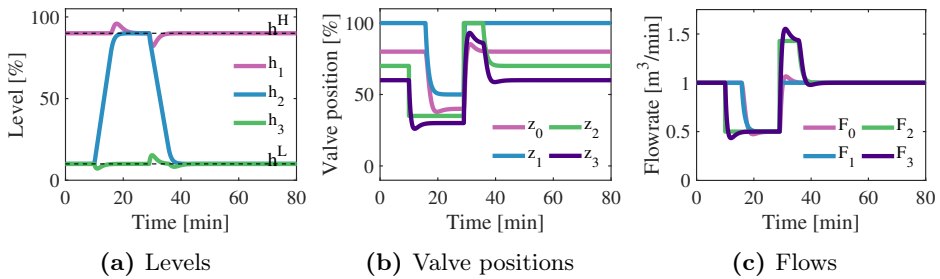 Level [%]
100
50
0
h^H
h_1
h_2
h_3
h^L
0 20 40 60 80
Time [min]
(a) Levels
Valve position [%]
100
50
0
z_0 z_2
z_1 z_3
0 20 40 60 80
Time [min]
(b) Valve positions
Flowrate [m^3/min]
1.5
1
0.5
0
F_0 F_2
F_1 F_3
0 20 40 60 80
Time [min]
(c) Flows